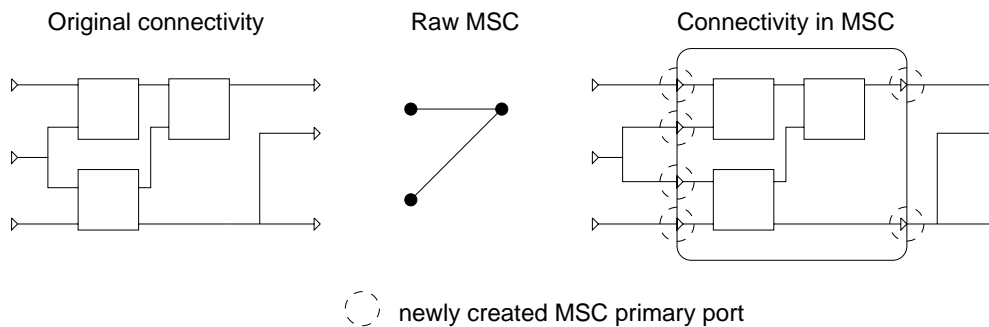 Original connectivity
Raw MSC
Connectivity in MSC
newly created MSC primary port